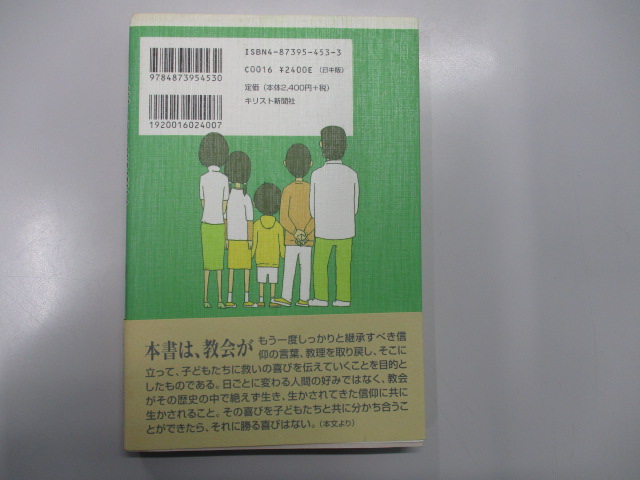 ISBN4-87395-453-3
C0016 ¥2400E (日キ販)
定価(本体2,400円+税)
キリスト新聞社
9784873954530
1920016024007
本書は、教会がもう一度しっかりと継承すべき信
仰の言葉、教理を取り戻し、そこに
立って、子どもたちに救いの喜びを伝えていくことを目的と
したものである。日ごとに変わる人間の好みではなく、教会
がその歴史の中で絶えず生き、生かされてきた信仰に共に
生かされること。その喜びを子どもたちと共に分かち合うこ
とができたら、それに勝る喜びはない。(本文より)